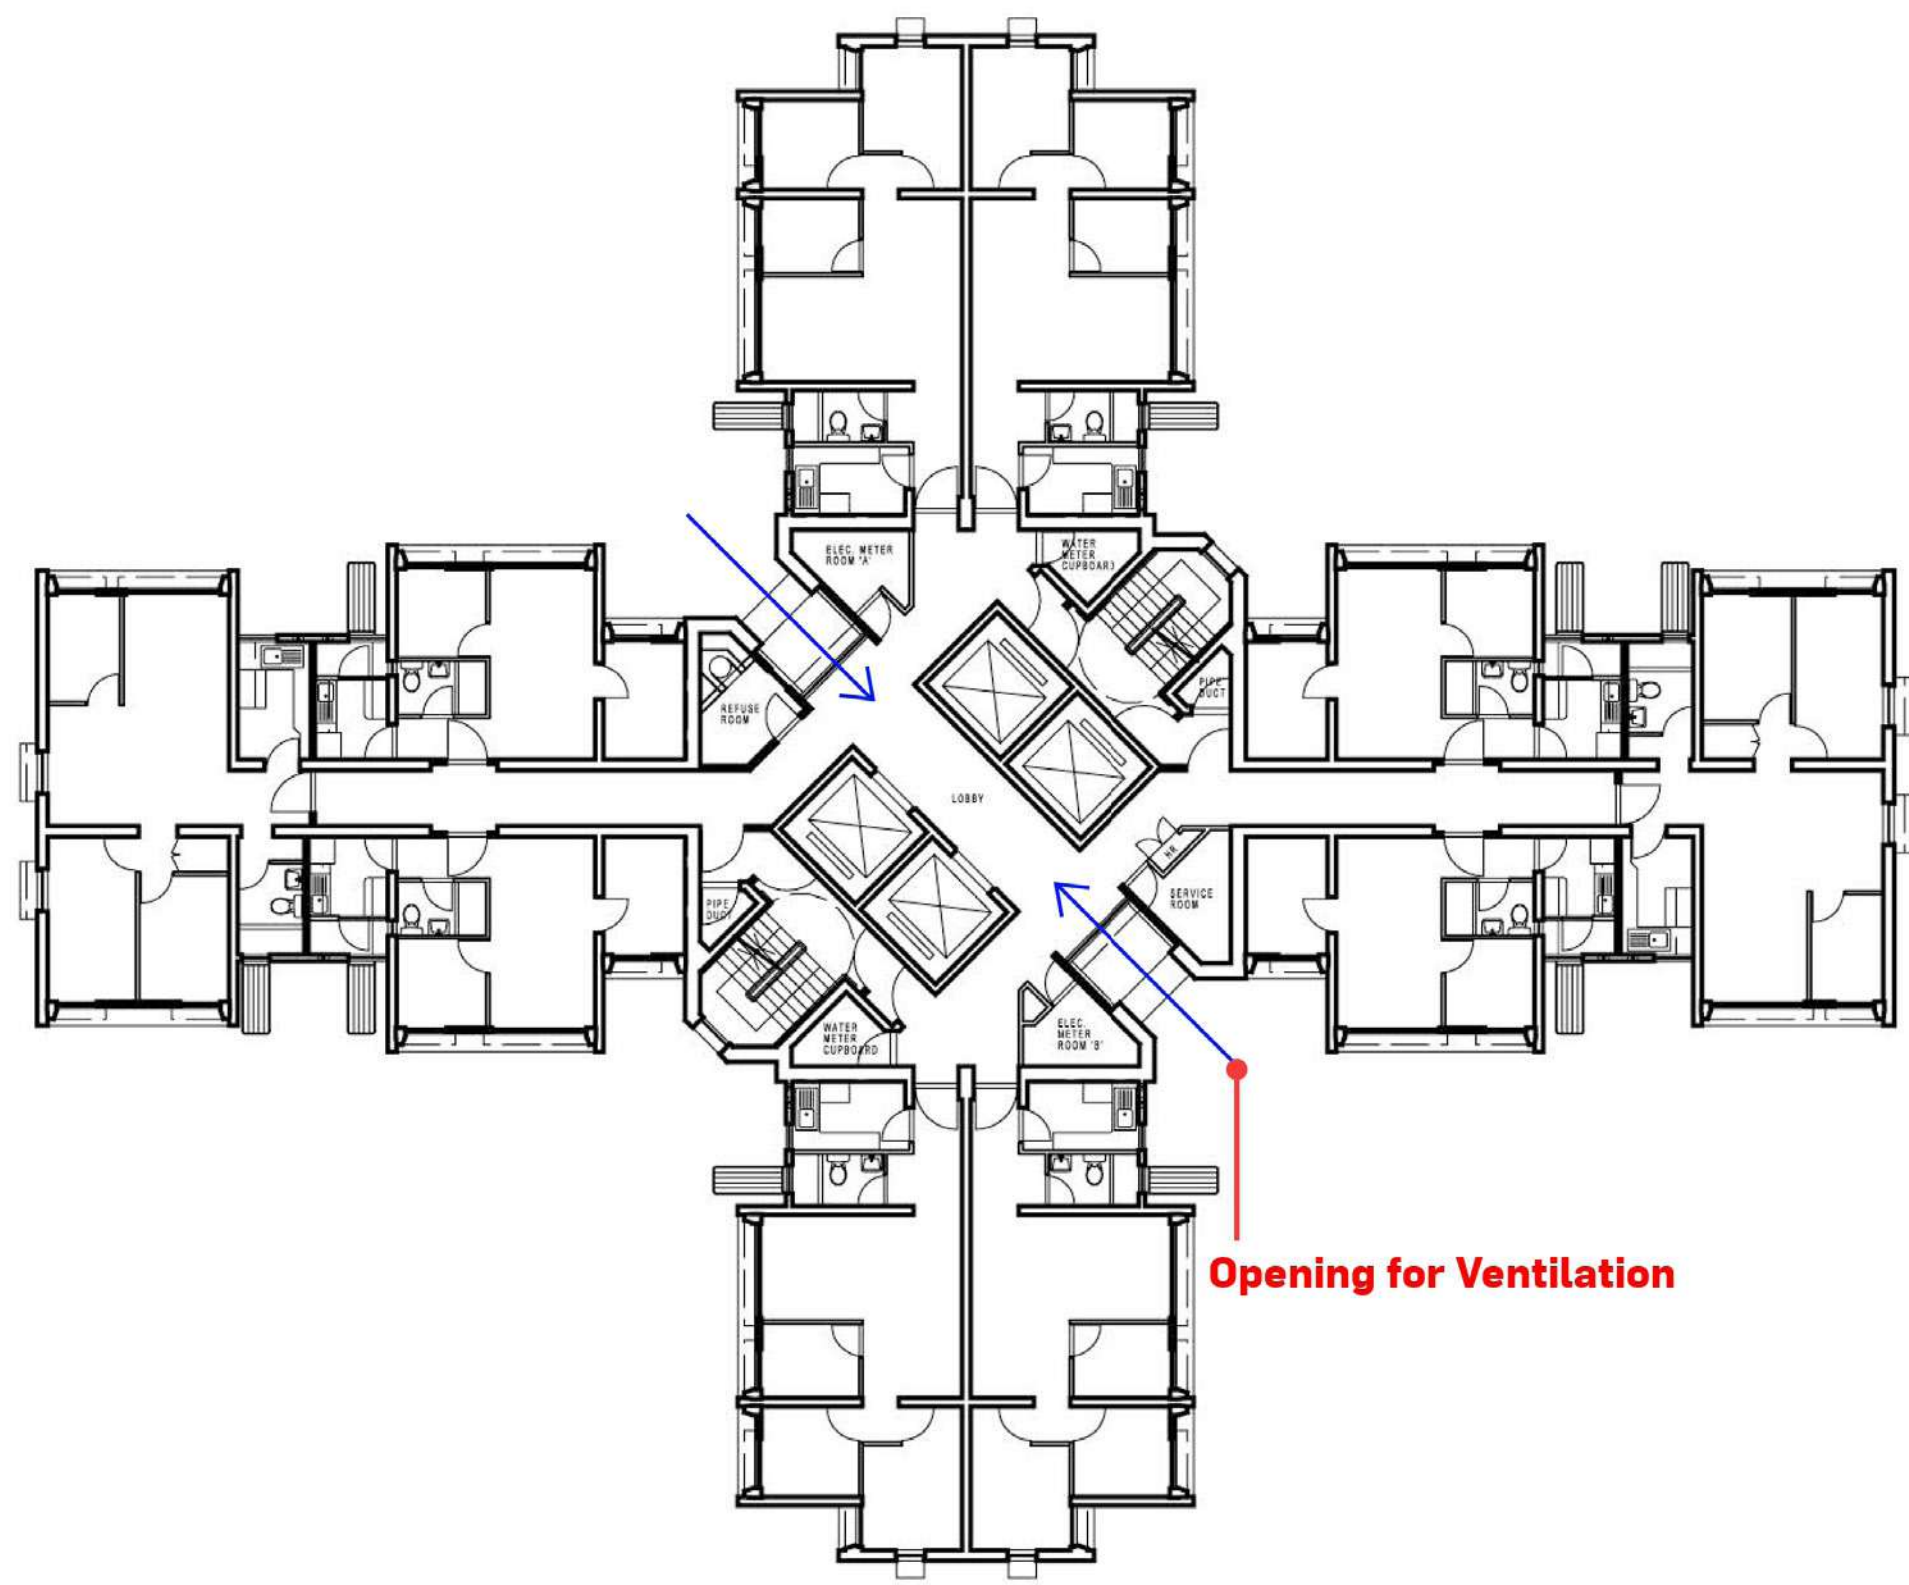 ELEC. METER
ROOM 'A'
WATER
METER
CUPBOARD
PIPE
DUCT
REFUSE
ROOM
LOBBY
HR
SERVICE
ROOM
PIPE
DUCT
WATER
METER
CUPBOARD
ELEC.
METER
ROOM 'B'
Opening for Ventilation